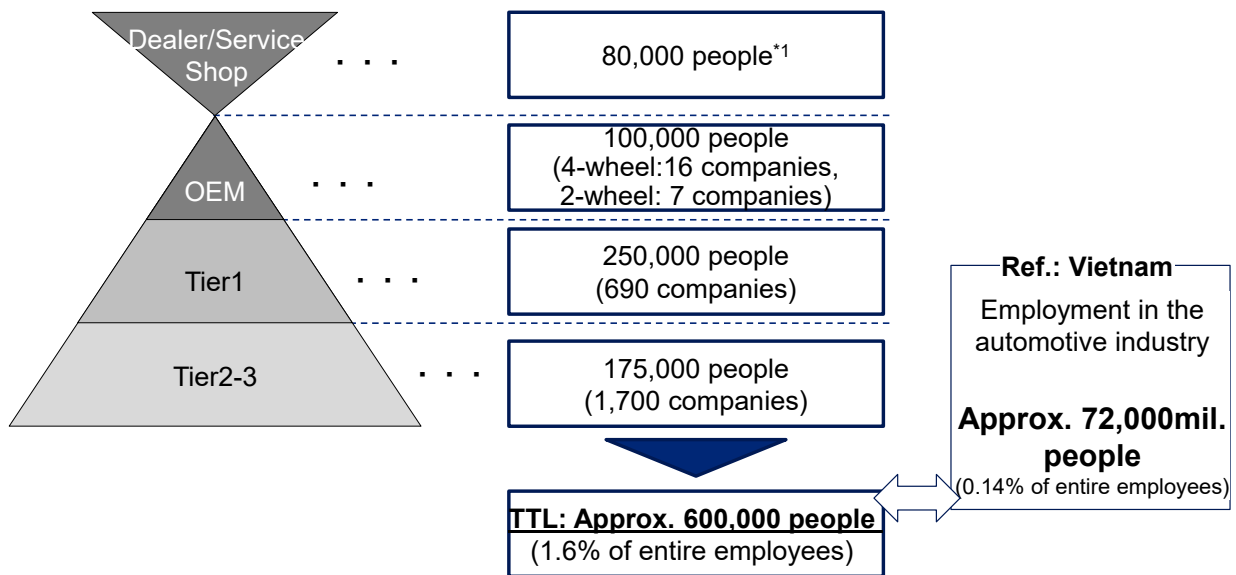 Dealer/Service
Shop
. . .
80,000 people*1
OEM
. . .
100,000 people
(4-wheel:16 companies,
2-wheel: 7 companies)
Tier1
. . .
250,000 people
(690 companies)
Tier2-3
. . .
175,000 people
(1,700 companies)
TTL: Approx. 600,000 people
(1.6% of entire employees)
Ref.: Vietnam
Employment in the
automotive industry
Approx. 72,000mil.
people
(0.14% of entire employees)